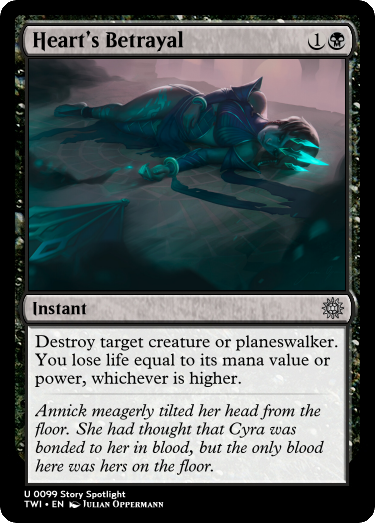 Heart's Betrayal 1
Instant
Destroy target creature or planeswalker.
You lose life equal to its mana value or
power, whichever is higher.
Annick meagerly tilted her head from the
floor. She had thought that Cyra was
bonded to her in blood, but the only blood
here was hers on the floor.
U 0099 Story Spotlight
TWI • EN Julian Oppermann